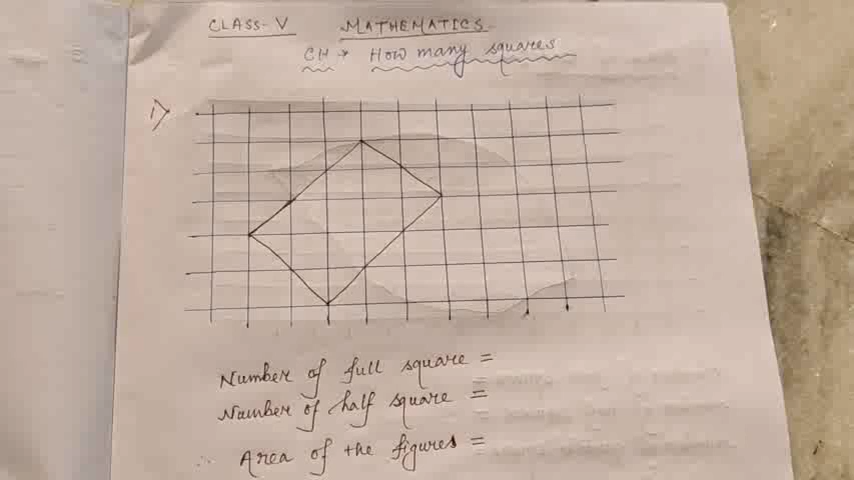 CLASS-V MATHEMATICS
CH → How many squares
1)
Number of full square =
Number of half square =
∴ Area of the figures =